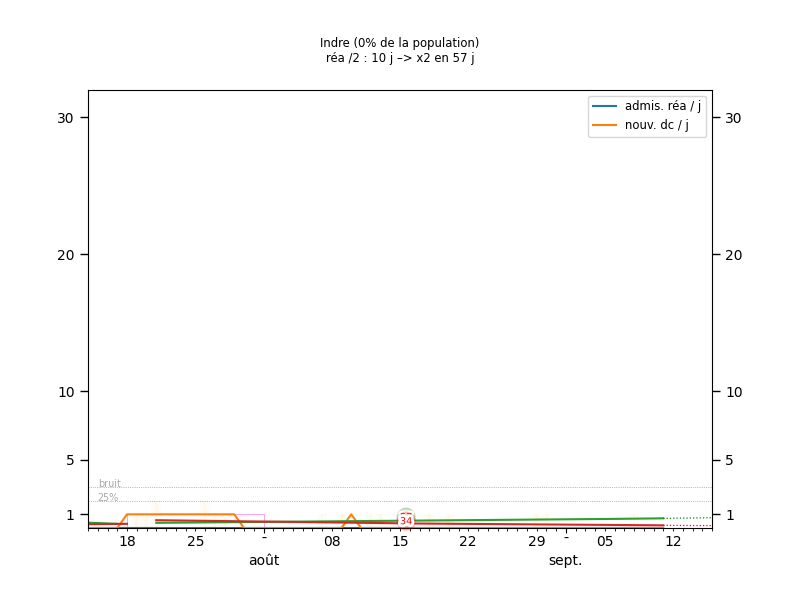 Indre (0% de la population)
réa /2 : 10 j –> x2 en 57 j
admis. réa / j
nouv. dc / j
30 30
20 20
10 10
5 5
bruit
25%
1 34 1
18 25 - 08 15 22 29 - 05 12
août sept.